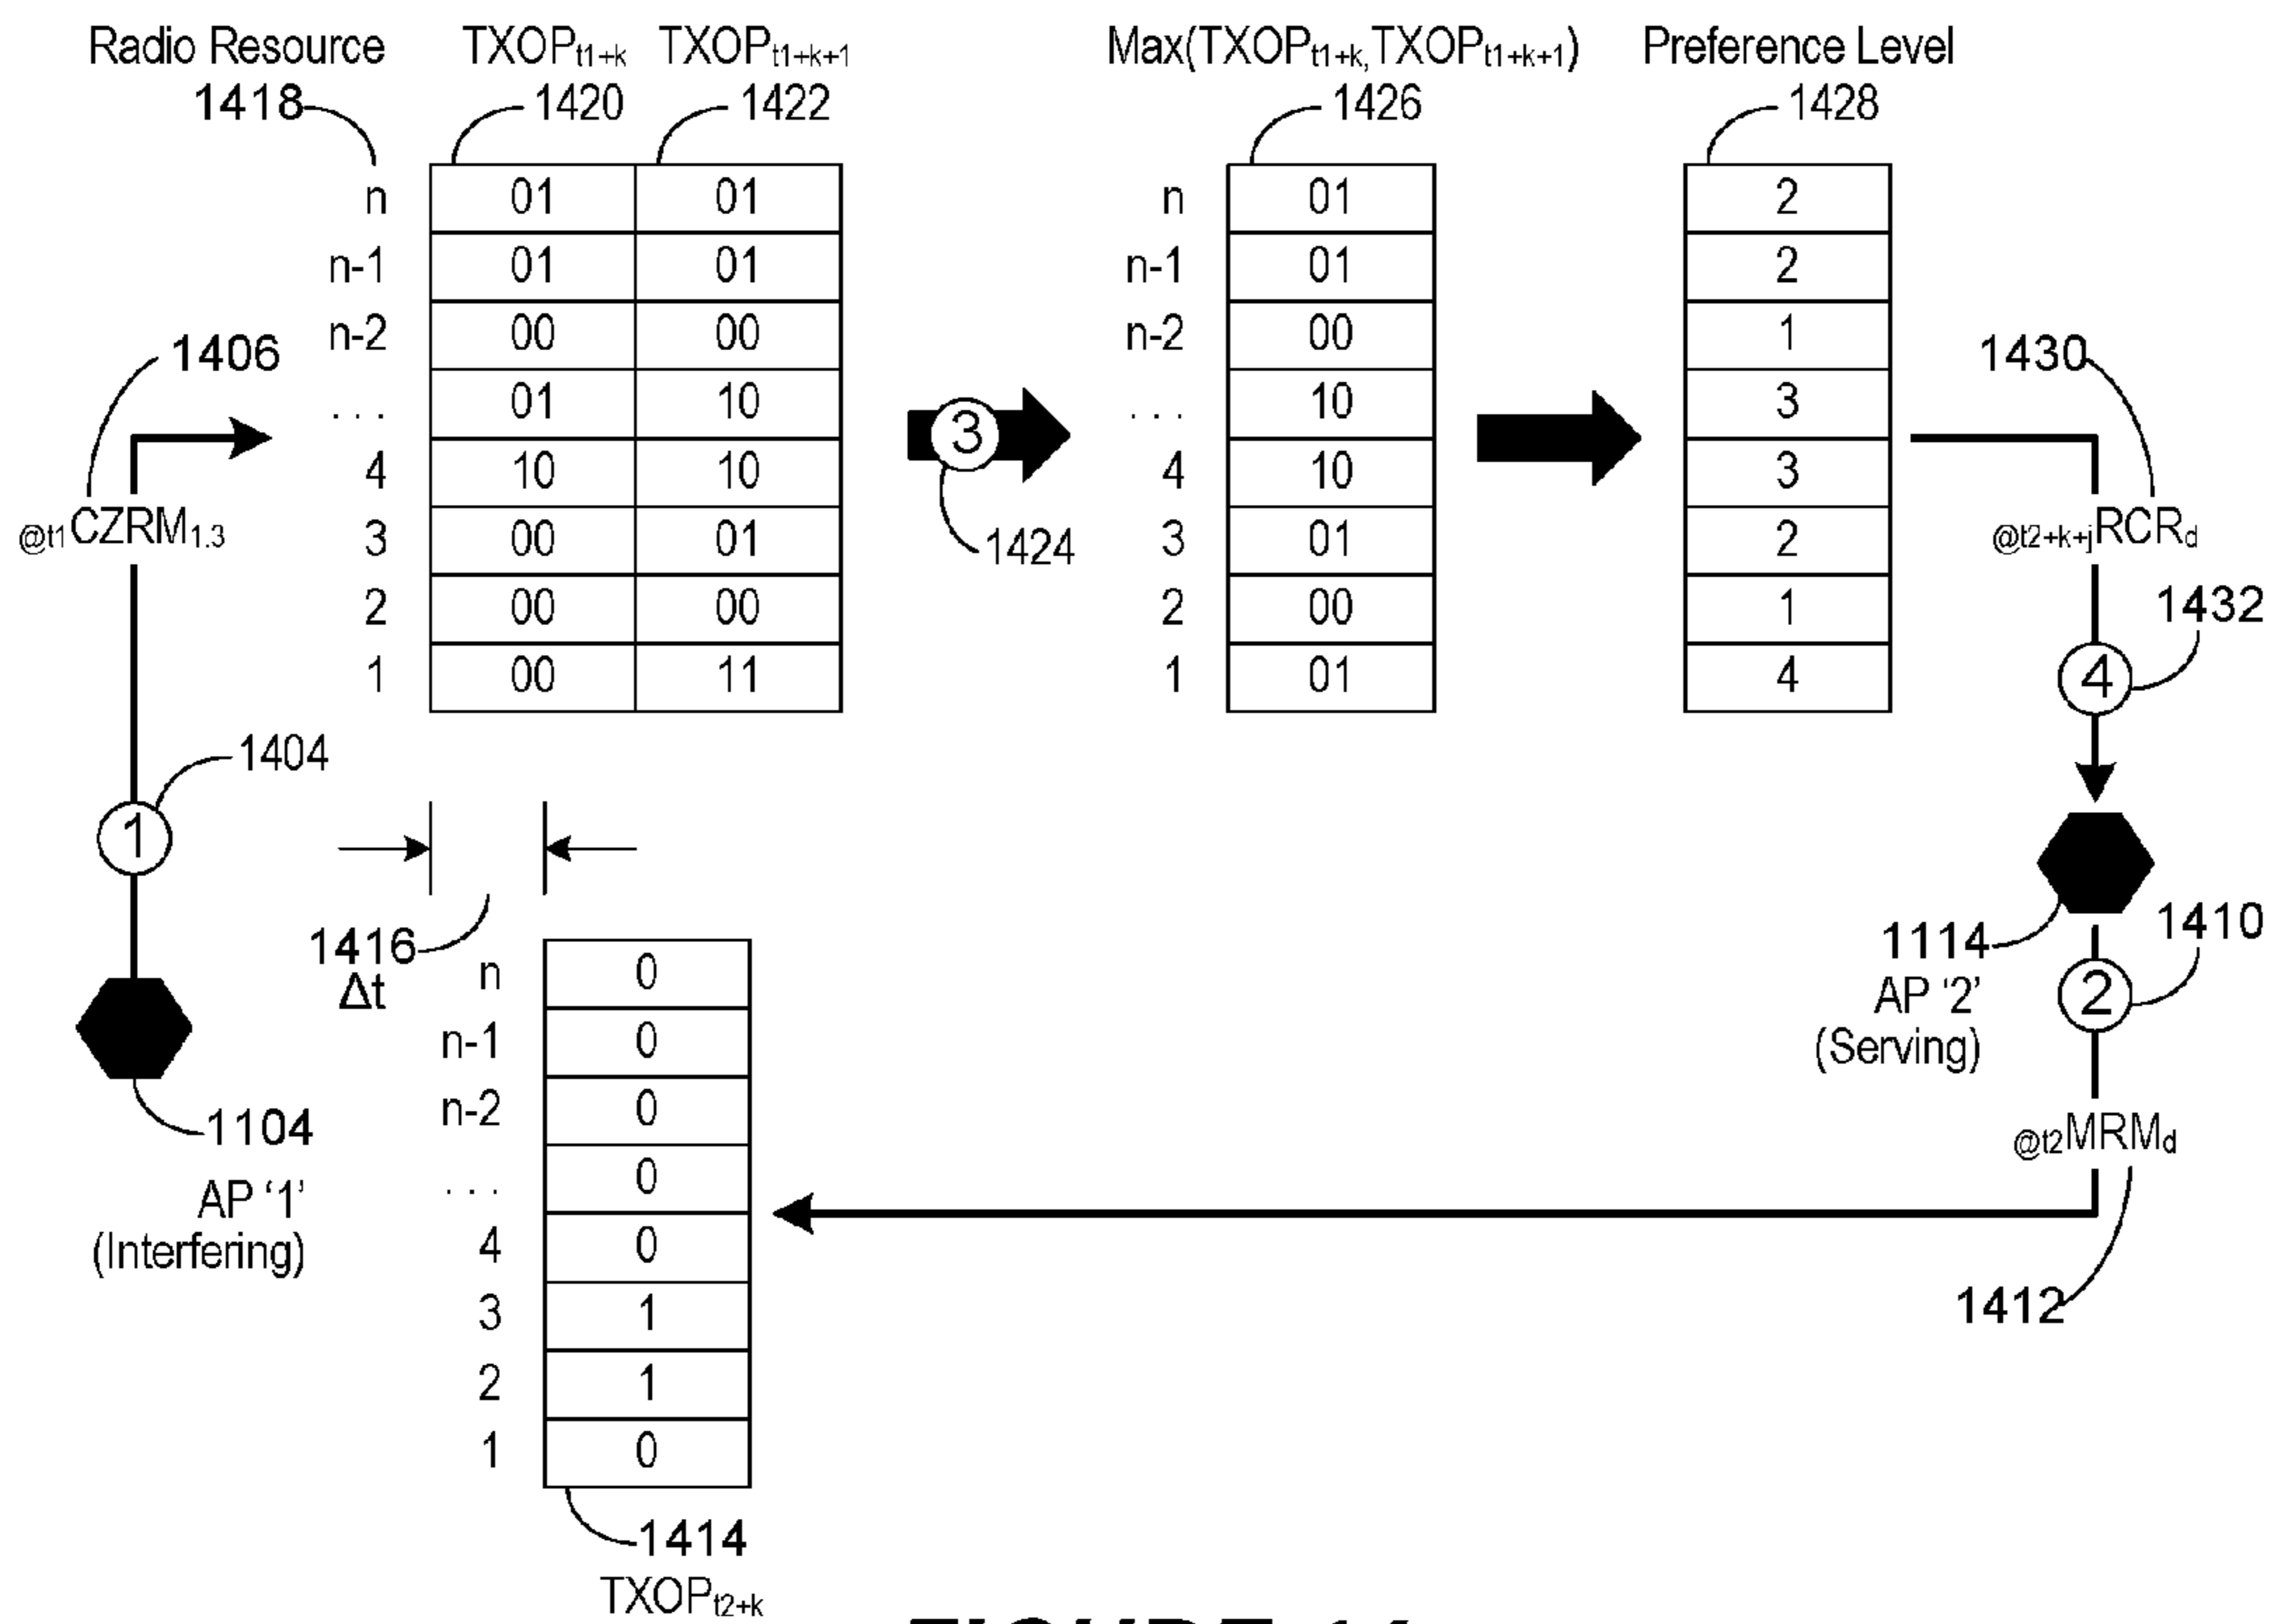 Radio Resource TXOPt1+k TXOPt1+k+1 Max(TXOPt1+k,TXOPt1+k+1) Preference Level
1418 1420 1422 1426 1428
n 01 01 n 01 2
n-1 01 01 n-1 01 2
n-2 00 00 n-2 00 1
1406 1430
... 01 10 ... 10 3
3
4 10 10 4 10 3
@t1CZRM1.3 3 00 01 1424 3 01 2 @t2+k+jRCRd
2 00 00 2 00 1 1432
1 00 11 1 01 4 4
1404
1
1416
Δt
n 0
n-1 0
n-2 0
... 0
4 0
3 1
2 1
1 0
1414
TXOPt2+k
1104
AP '1'
(Interfering)
1114
AP '2'
(Serving)
1410
2
@t2MRMd
1412